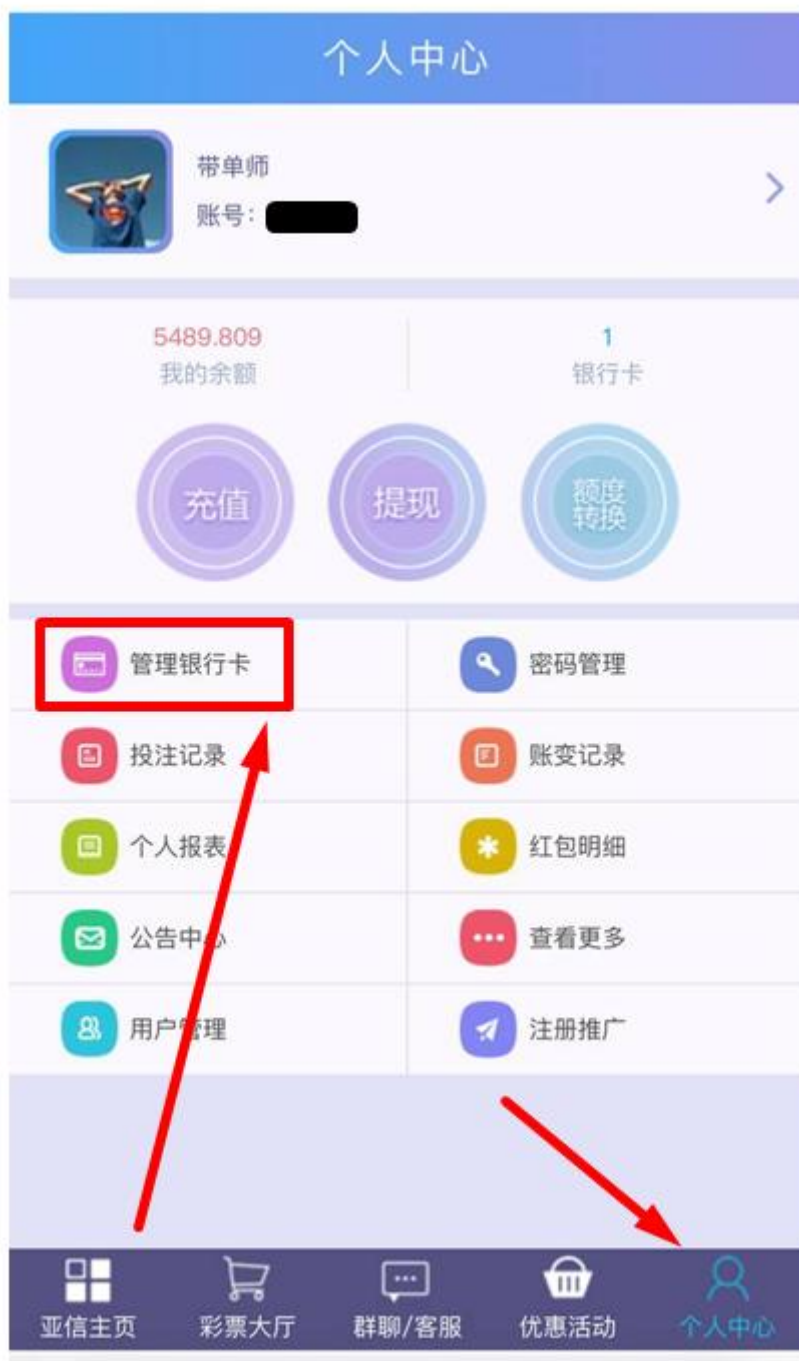 个人中心
带单师
账号：
5489.809
1
我的余额
银行卡
充值
提现
额度
转换
管理银行卡
密码管理
投注记录
账变记录
个人报表
红包明细
公告中心
查看更多
用户管理
注册推广
亚信主页
彩票大厅
群聊/客服
优惠活动
个人中心